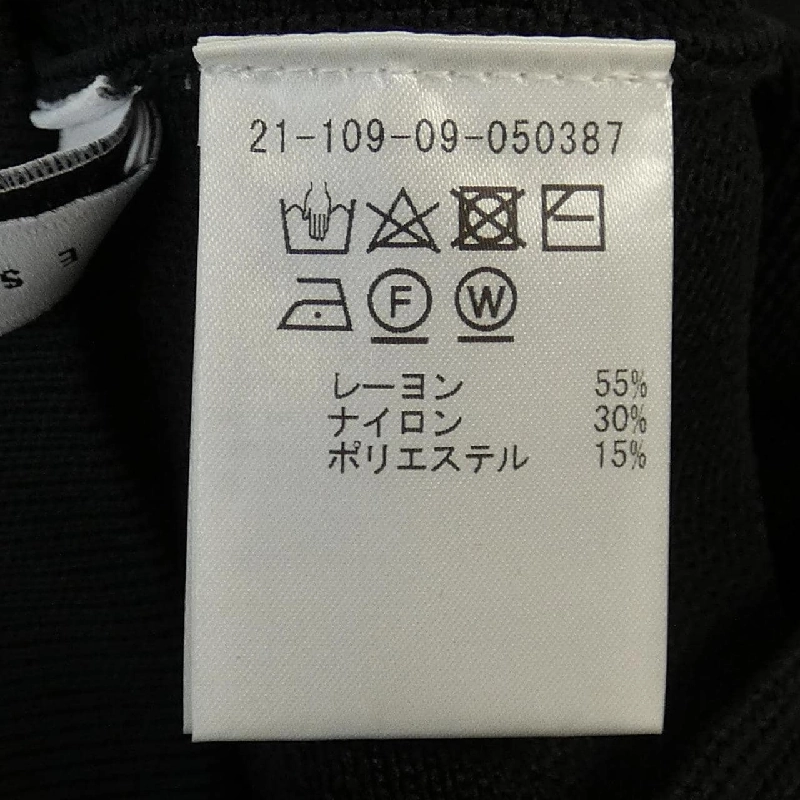 21-109-09-050387
F W
レーヨン 55%
ナイロン 30%
ポリエステル 15%
E S